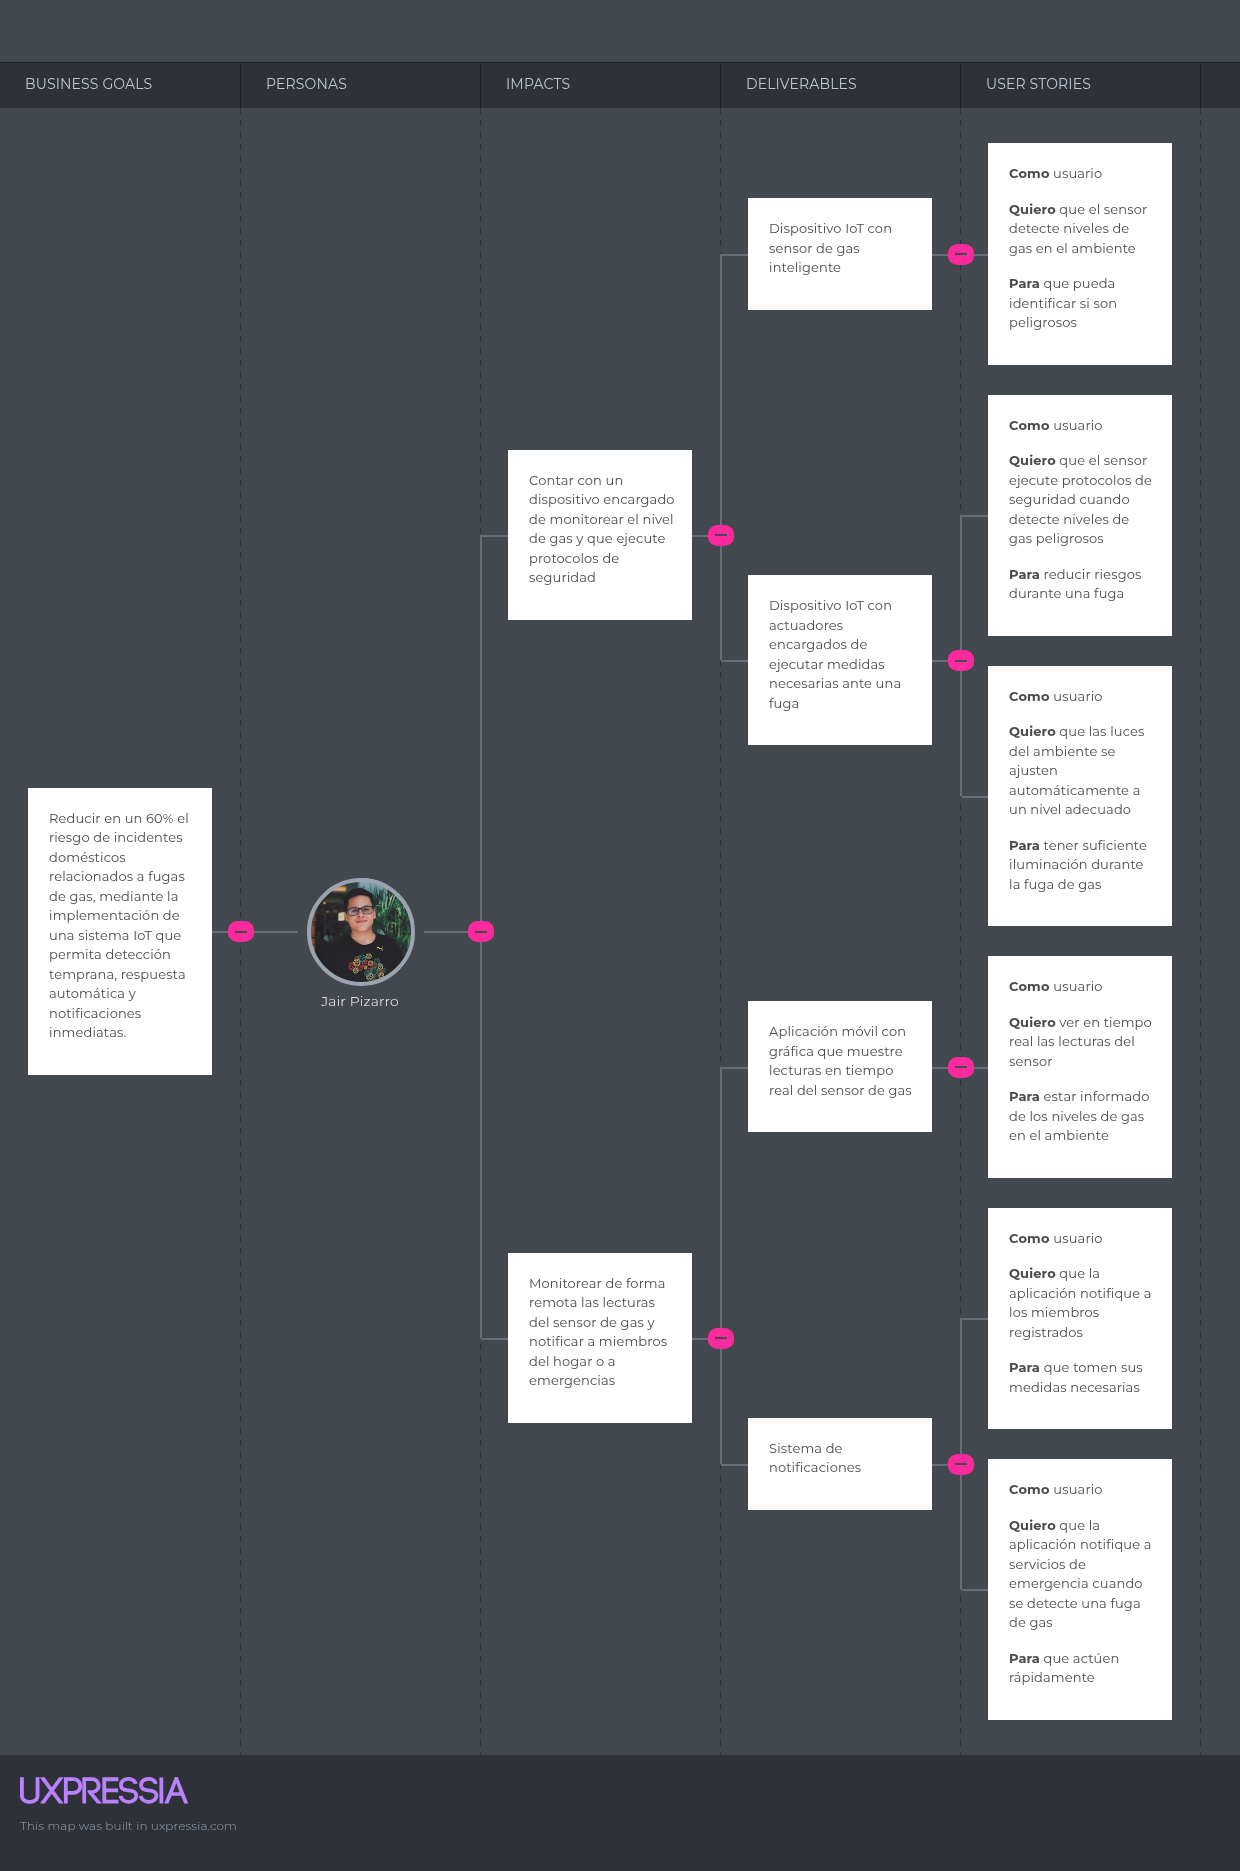 BUSINESS GOALS
PERSONAS
IMPACTS
DELIVERABLES
USER STORIES
Reducir en un 60% el
riesgo de incidentes
domésticos
relacionados a fugas
de gas, mediante la
implementación de
una sistema IoT que
permita detección
temprana, respuesta
automática y
notificaciones
inmediatas.
Jair Pizarro
Contar con un
dispositivo encargado
de monitorear el nivel
de gas y que ejecute
protocolos de
seguridad
Dispositivo IoT con
sensor de gas
inteligente
Como usuario
Quiero que el sensor
detecte niveles de
gas en el ambiente
Para que pueda
identificar si son
peligrosos
Dispositivo IoT con
actuadores
encargados de
ejecutar medidas
necesarias ante una
fuga
Como usuario
Quiero que el sensor
ejecute protocolos de
seguridad cuando
detecte niveles de
gas peligrosos
Para reducir riesgos
durante una fuga
Como usuario
Quiero que las luces
del ambiente se
ajusten
automáticamente a
un nivel adecuado
Para tener suficiente
iluminación durante
la fuga de gas
Monitorear de forma
remota las lecturas
del sensor de gas y
notificar a miembros
del hogar o a
emergencias
Aplicación móvil con
gráfica que muestre
lecturas en tiempo
real del sensor de gas
Como usuario
Quiero ver en tiempo
real las lecturas del
sensor
Para estar informado
de los niveles de gas
en el ambiente
Sistema de
notificaciones
Como usuario
Quiero que la
aplicación notifique a
los miembros
registrados
Para que tomen sus
medidas necesarias
Como usuario
Quiero que la
aplicación notifique a
servicios de
emergencia cuando
se detecte una fuga
de gas
Para que actúen
rápidamente
UXPRESSIA
This map was built in uxpressia.com